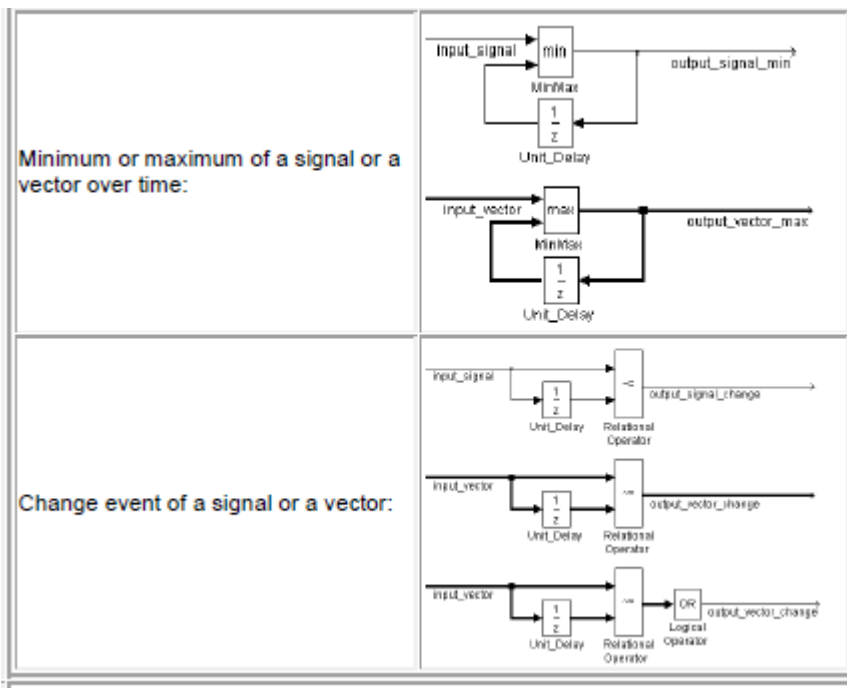 Minimum or maximum of a signal or a
vector over time:
input_signal
min
output_signal_min
MinMax
1
z
Unit_Delay
input_vector
max
output_vector_max
MinMax
1
z
Unit_Delay
Change event of a signal or a vector:
input_signal
output_signal_change
1
z
Unit_Delay
Relational
Operator
input_vector
output_vector_change
1
z
Unit_Delay
Relational
Operator
input_vector
OR
output_vector_change
1
z
Unit_Delay
Relational
Operator
Logical
Operator